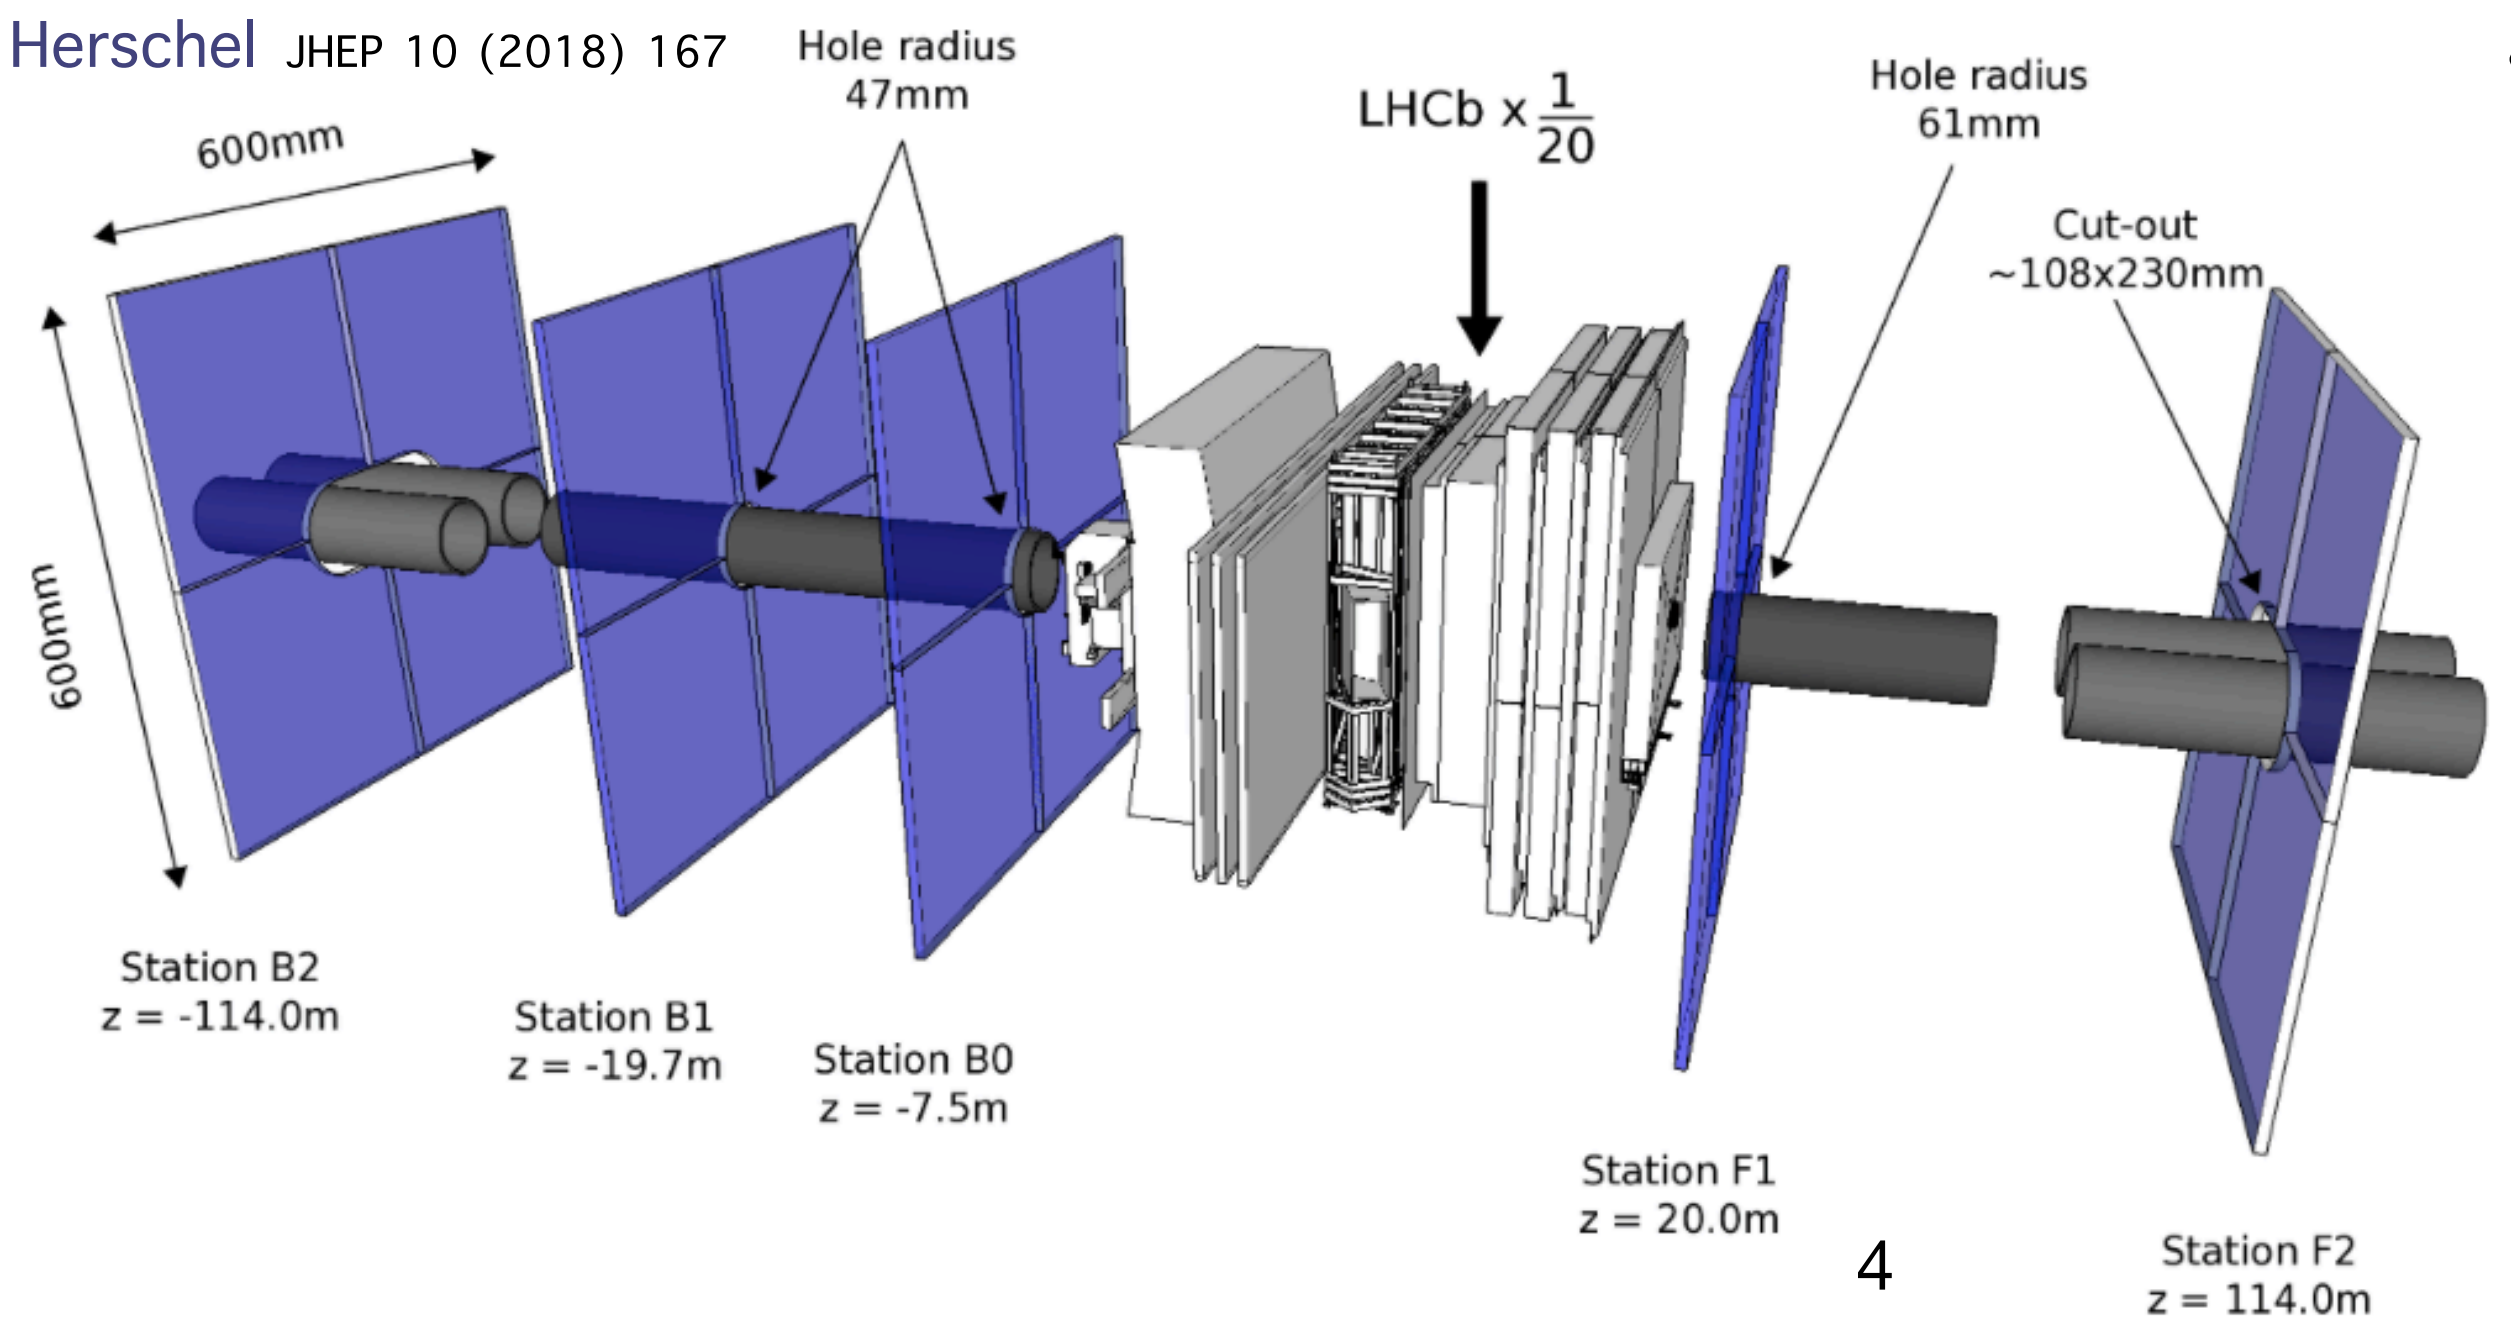 Herschel JHEP 10 (2018) 167
Hole radius
47mm
600mm
LHCb x 1/20
Hole radius
61mm
Cut-out
~108x230mm
600mm
Station B2
z = -114.0m
Station B1
z = -19.7m
Station B0
z = -7.5m
Station F1
z = 20.0m
4
Station F2
z = 114.0m